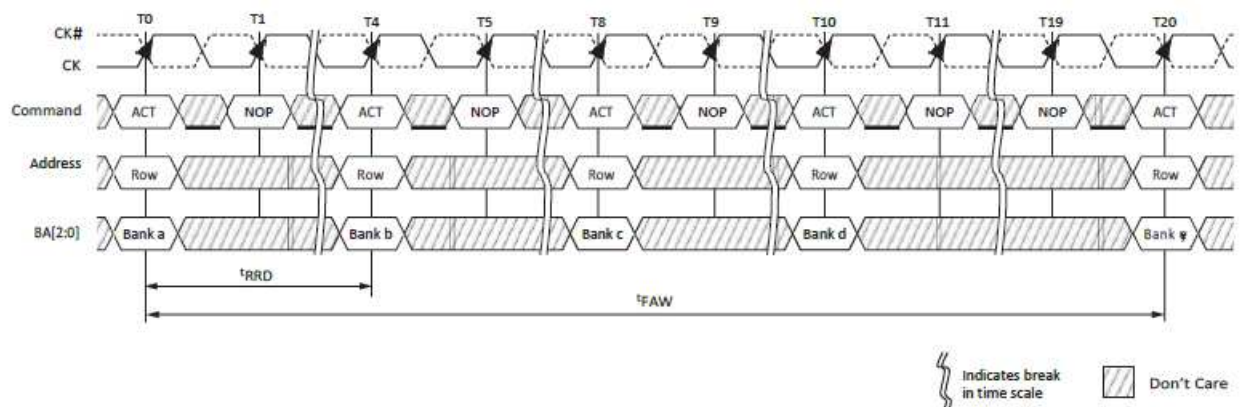 T0 T1 T4 T5 T8 T9 T10 T11 T19 T20
CK#
CK
Command ACT NOP ACT NOP ACT NOP ACT NOP NOP ACT
Address Row Row Row Row Row
BA[2:0] Bank a Bank b Bank c Bank d Bank
tRRD
tFAW
Indicates break
in time scale
Don't Care